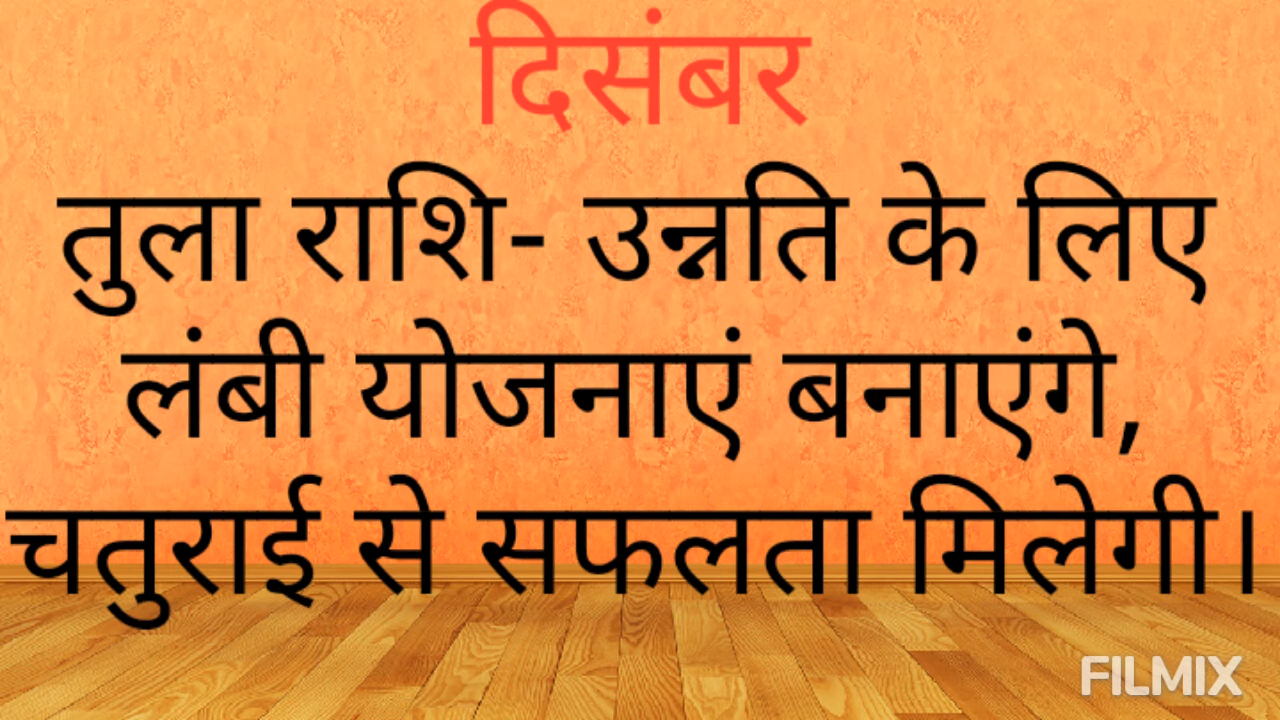 दिसंबर
तुला राशि- उन्नति के लिए
लंबी योजनाएं बनाएंगे,
चतुराई से सफलता मिलेगी।
FILMIX